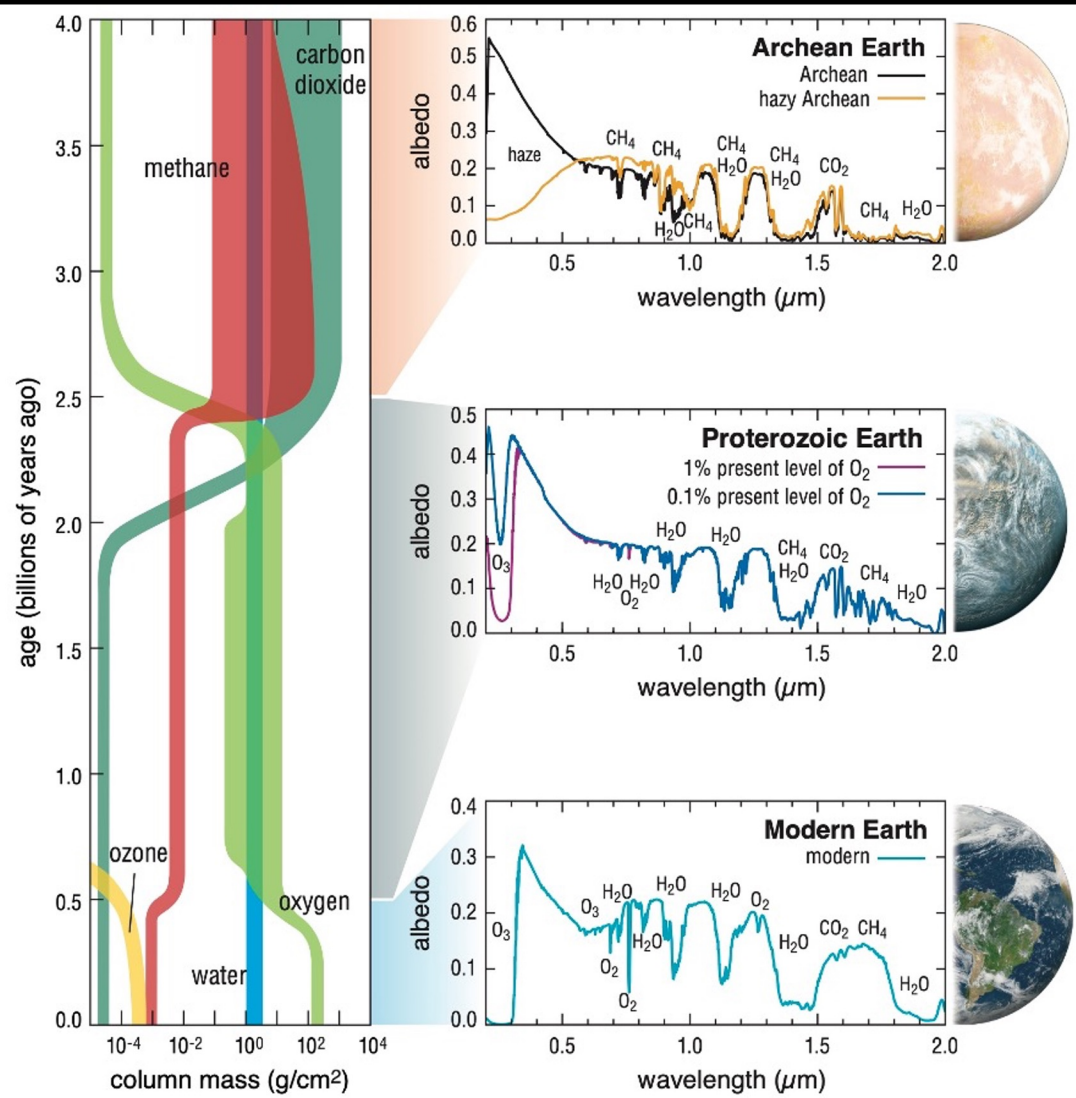 4.0
3.5
3.0
2.5
2.0
1.5
1.0
0.5
0.0
age (billions of years ago)
10⁻⁴ 10⁻² 10⁰ 10² 10⁴
column mass (g/cm²)
carbon
dioxide
methane
ozone
oxygen
water
0.6
0.5
0.4
0.3
0.2
0.1
0.0
albedo
Archean Earth
Archean
hazy Archean
haze
CH₄
CH₄
CH₄
H₂O
CH₄
H₂O
CO₂
H₂O
CH₄
CH₄
H₂O
0.5 1.0 1.5 2.0
wavelength (μm)
0.5
0.4
0.3
0.2
0.1
0.0
albedo
Proterozoic Earth
1% present level of O₂
0.1% present level of O₂
O₃
H₂O
H₂O
CH₄
H₂O
CO₂
CH₄
H₂O
H₂O
O₂
H₂O
0.5 1.0 1.5 2.0
wavelength (μm)
0.4
0.3
0.2
0.1
0.0
albedo
Modern Earth
modern
O₃
O₃
H₂O
H₂O
H₂O
O₂
H₂O
O₂
O₂
H₂O
CO₂ CH₄
H₂O
0.5 1.0 1.5 2.0
wavelength (μm)